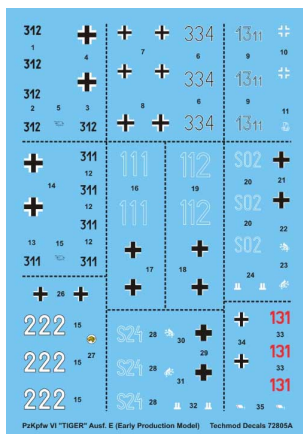 312 334 1311
1 4 7 6 9 10
312
312 334 1311
2 5 3 8 6 9 11
312 312 334 1311
311 111 112 S02
12 16 19 20 21
14 311
311 111 112 S02
12 20 22
13 15 311 S02
311 311 17 18 23
24
26
222 15 S24 28 30 131
34 33
27 29 131
222 15 S24 28 33
31 131
222 15 S24 28 32 35
PzKpfw VI "TIGER" Ausf. E (Early Production Model) Techmod Decals 72805A